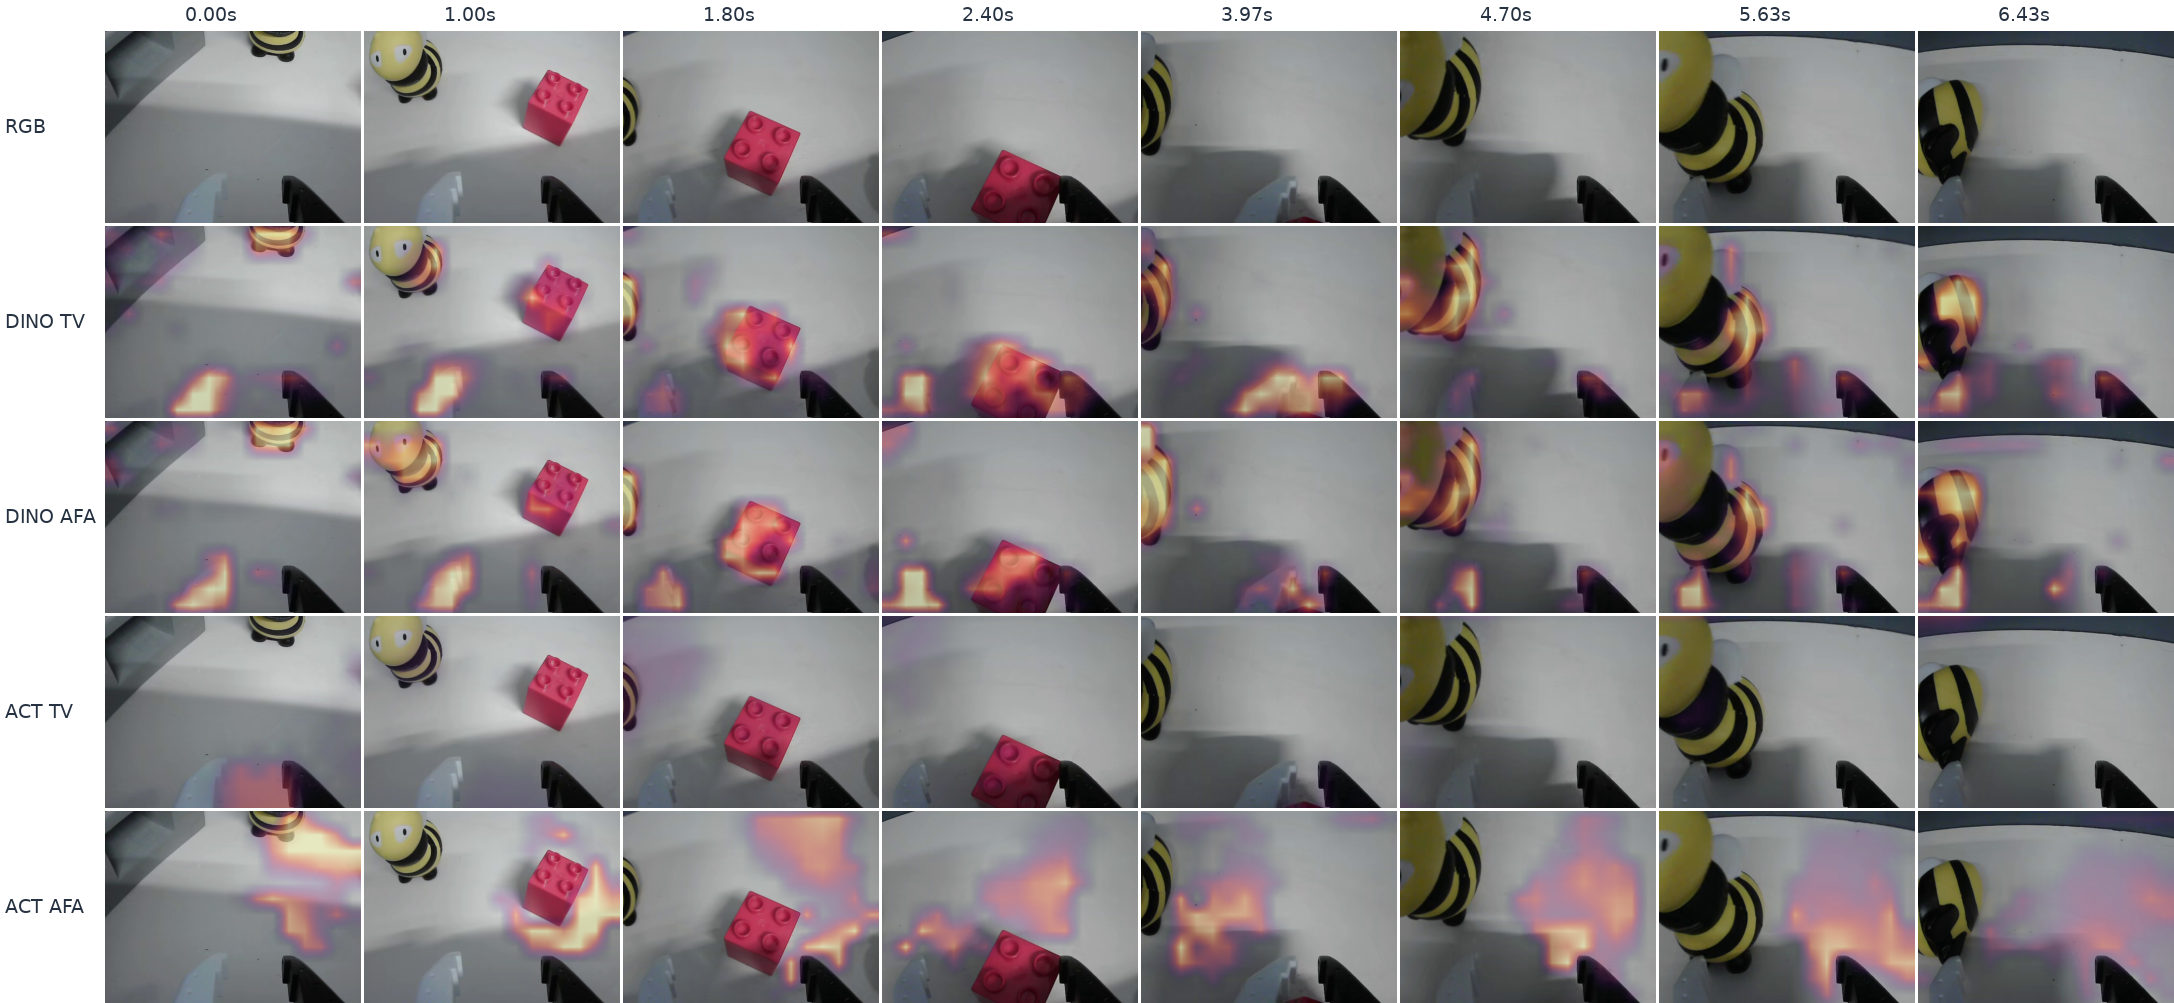 0.00s 1.00s 1.80s 2.40s 3.97s 4.70s 5.63s 6.43s
RGB
DINO TV
DINO AFA
ACT TV
ACT AFA